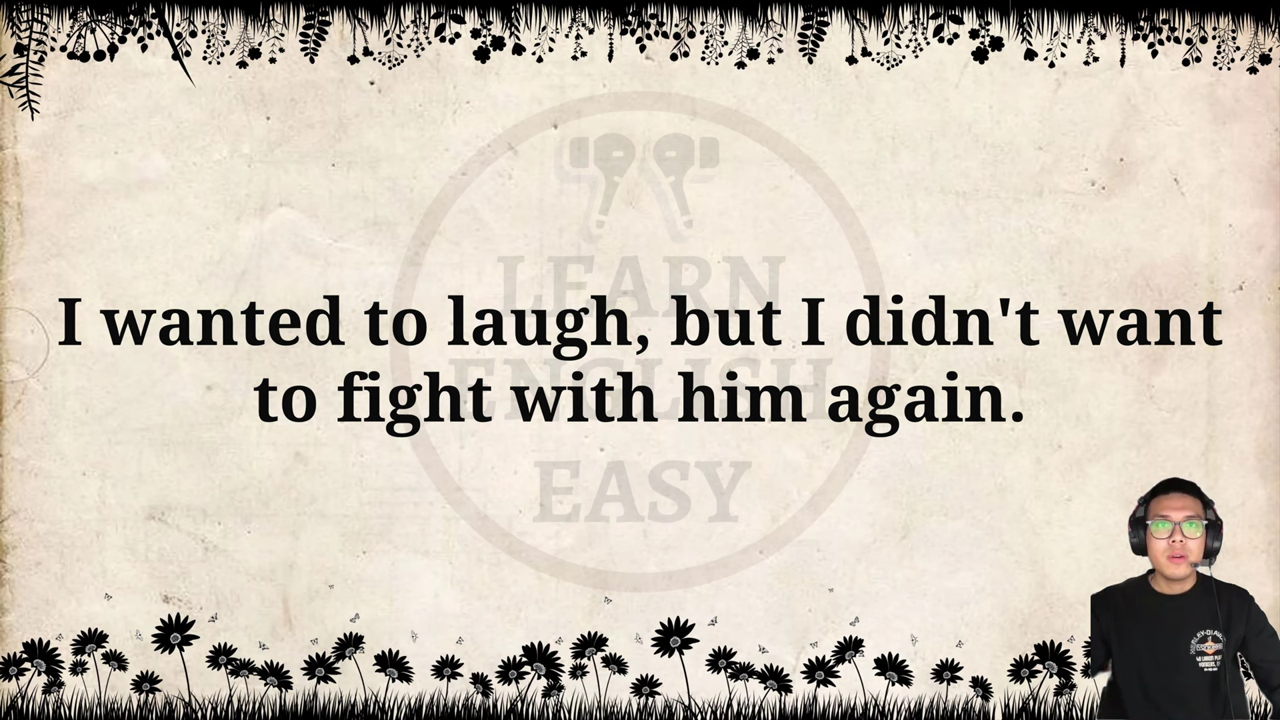 LEARN
I wanted to laugh, but I didn't want
ENGLISH
to fight with him again.
EASY